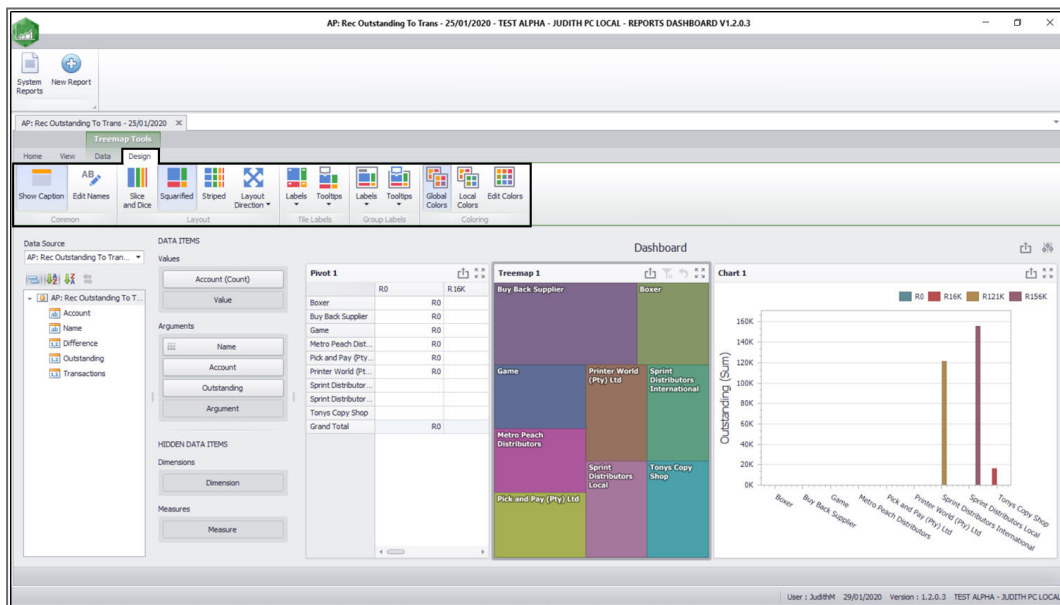 AP: Rec Outstanding To Trans - 25/01/2020 - TEST ALPHA - JUDITH PC LOCAL - REPORTS DASHBOARD V1.2.0.3
System Reports
New Report
AP: Rec Outstanding To Trans - 25/01/2020
Treemap Tools
Home View Data Design
Show Caption
Edit Names
Slice and Dice
Squarified
Striped
Layout Direction
Labels
Tooltips
Labels
Tooltips
Global Colors
Local Colors
Edit Colors
Common
Layout
Tile Labels
Group Labels
Coloring
Data Source
AP: Rec Outstanding To Tran...
AP: Rec Outstanding To T...
Account
Name
Difference
Outstanding
Transactions
DATA ITEMS
Values
Account (Count)
Value
Arguments
Name
Account
Outstanding
Argument
HIDDEN DATA ITEMS
Dimensions
Dimension
Measures
Measure
Dashboard
Pivot 1
R0 R16K
Boxer R0
Buy Back Supplier R0
Game R0
Metro Peach Dist... R0
Pick and Pay (Pty... R0
Printer World (Pt... R0
Sprint Distributor...
Sprint Distributor...
Tonys Copy Shop
Grand Total R0
Treemap 1
Buy Back Supplier
Boxer
Game
Printer World (Pty) Ltd
Sprint Distributors International
Metro Peach Distributors
Sprint Distributors Local
Tonys Copy Shop
Pick and Pay (Pty) Ltd
Chart 1
R0 R16K R121K R156K
Outstanding (Sum)
160K
140K
120K
100K
80K
60K
40K
20K
0K
Boxer
Buy Back Supplier
Game
Metro Peach Distributors
Pick and Pay (Pty) Ltd
Printer World (Pty) Ltd
Sprint Distributors International
Sprint Distributors Local
Tonys Copy Shop
User : JudithM 29/01/2020 Version : 1.2.0.3 TEST ALPHA - JUDITH PC LOCAL